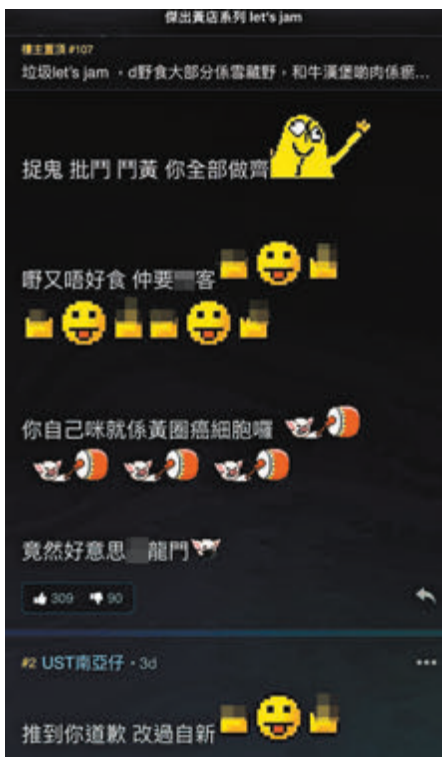 傑出黃店系列 let's jam
樓主置頂 #107
垃圾let's jam ，d野食大部分係雪藏野，和牛漢堡啲肉係瘀...
捉鬼 批鬥 鬥黃 你全部做齊
嘢又唔好食 仲要 客
你自己咪就係黃圈癌細胞囉
竟然好意思 龍門
309 90
#2 UST南亞仔・3d
推到你道歉 改過自新